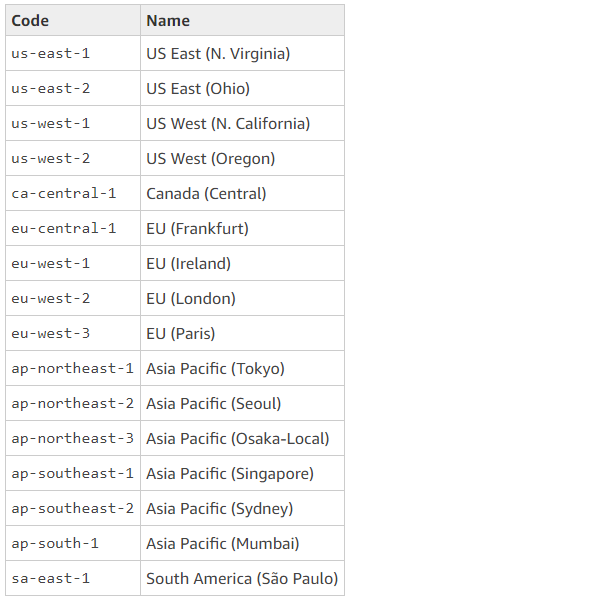 Code Name
us-east-1 US East (N. Virginia)
us-east-2 US East (Ohio)
us-west-1 US West (N. California)
us-west-2 US West (Oregon)
ca-central-1 Canada (Central)
eu-central-1 EU (Frankfurt)
eu-west-1 EU (Ireland)
eu-west-2 EU (London)
eu-west-3 EU (Paris)
ap-northeast-1 Asia Pacific (Tokyo)
ap-northeast-2 Asia Pacific (Seoul)
ap-northeast-3 Asia Pacific (Osaka-Local)
ap-southeast-1 Asia Pacific (Singapore)
ap-southeast-2 Asia Pacific (Sydney)
ap-south-1 Asia Pacific (Mumbai)
sa-east-1 South America (São Paulo)